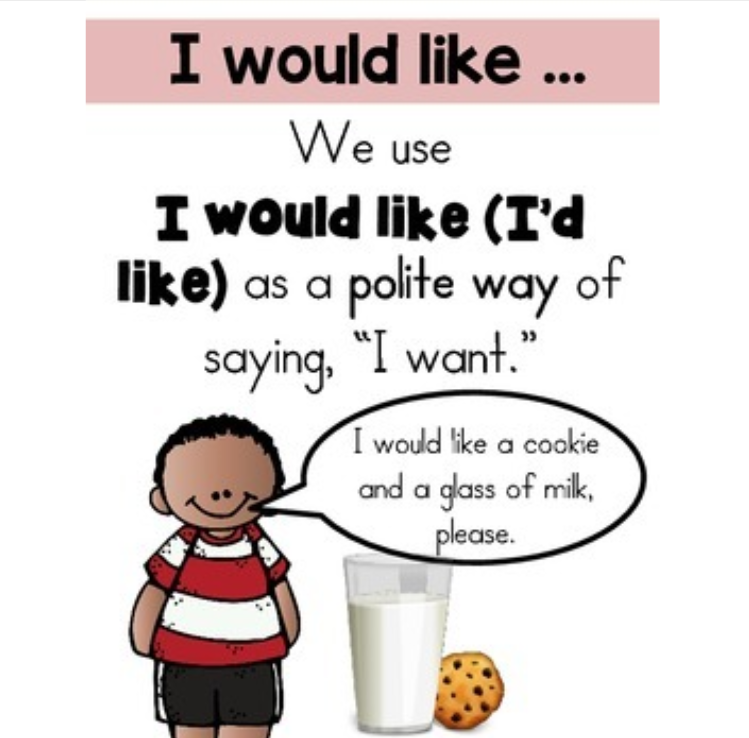 I would like ...
We use
I would like (I'd
like) as a polite way of
saying, "I want."
I would like a cookie
and a glass of milk,
please.